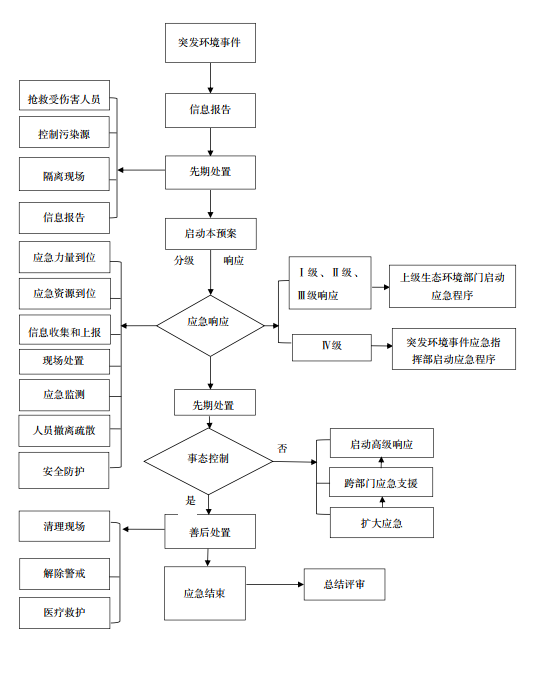 突发环境事件
信息报告
抢救受伤害人员
控制污染源
隔离现场
信息报告
先期处置
启动本预案
分级 响应
应急力量到位
应急资源到位
信息收集和上报
现场处置
应急监测
人员撤离疏散
安全防护
应急响应
Ⅰ级、Ⅱ级、
Ⅲ级响应
上级生态环境部门启动
应急程序
Ⅳ级
突发环境事件应急指
挥部启动应急程序
先期处置
事态控制
否
启动高级响应
跨部门应急支援
扩大应急
是
善后处置
清理现场
解除警戒
医疗救护
应急结束
总结评审